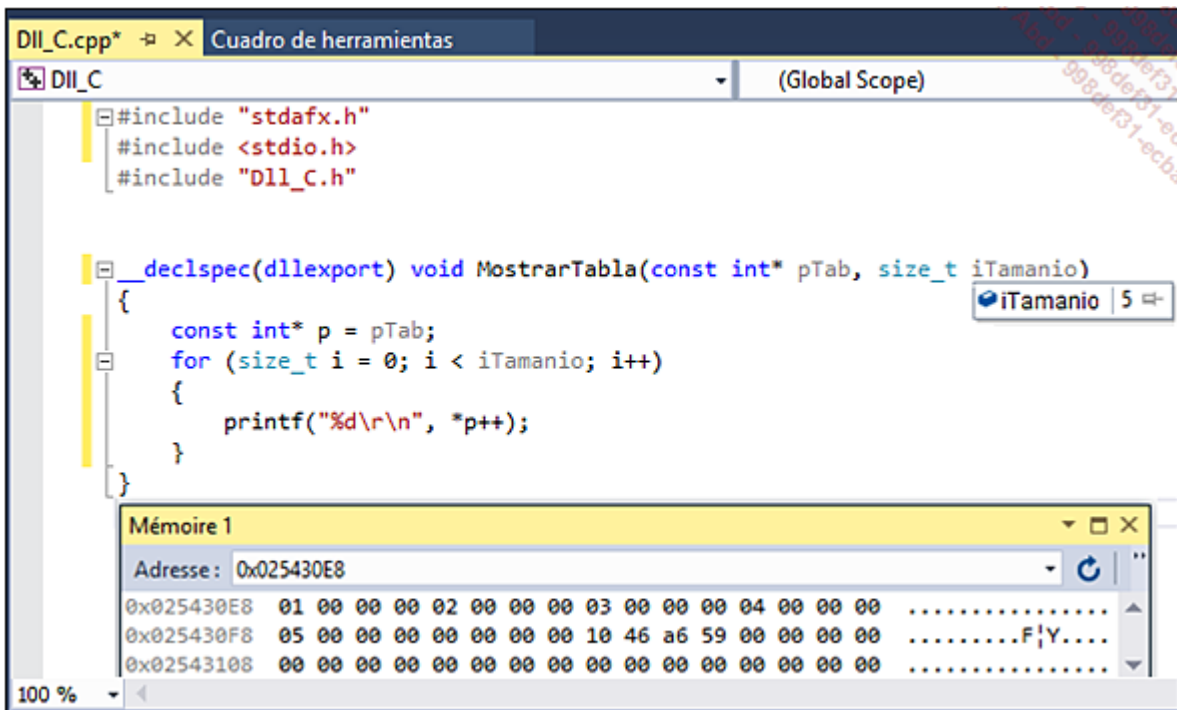 Dll_C.cpp* Cuadro de herramientas
Dll_C (Global Scope)
#include "stdafx.h"
#include <stdio.h>
#include "Dll_C.h"
__declspec(dllexport) void MostrarTabla(const int* pTab, size_t iTamanio)
iTamanio 5
{
const int* p = pTab;
for (size_t i = 0; i < iTamanio; i++)
{
printf("%d\r\n", *p++);
}
}
Mémoire 1
Adresse : 0x025430E8
0x025430E8 01 00 00 00 02 00 00 00 03 00 00 00 04 00 00 00 ................
0x025430F8 05 00 00 00 00 00 00 00 10 46 a6 59 00 00 00 00 .........F¦Y....
0x02543108 00 00 00 00 00 00 00 00 00 00 00 00 00 00 00 00 ................
100 %